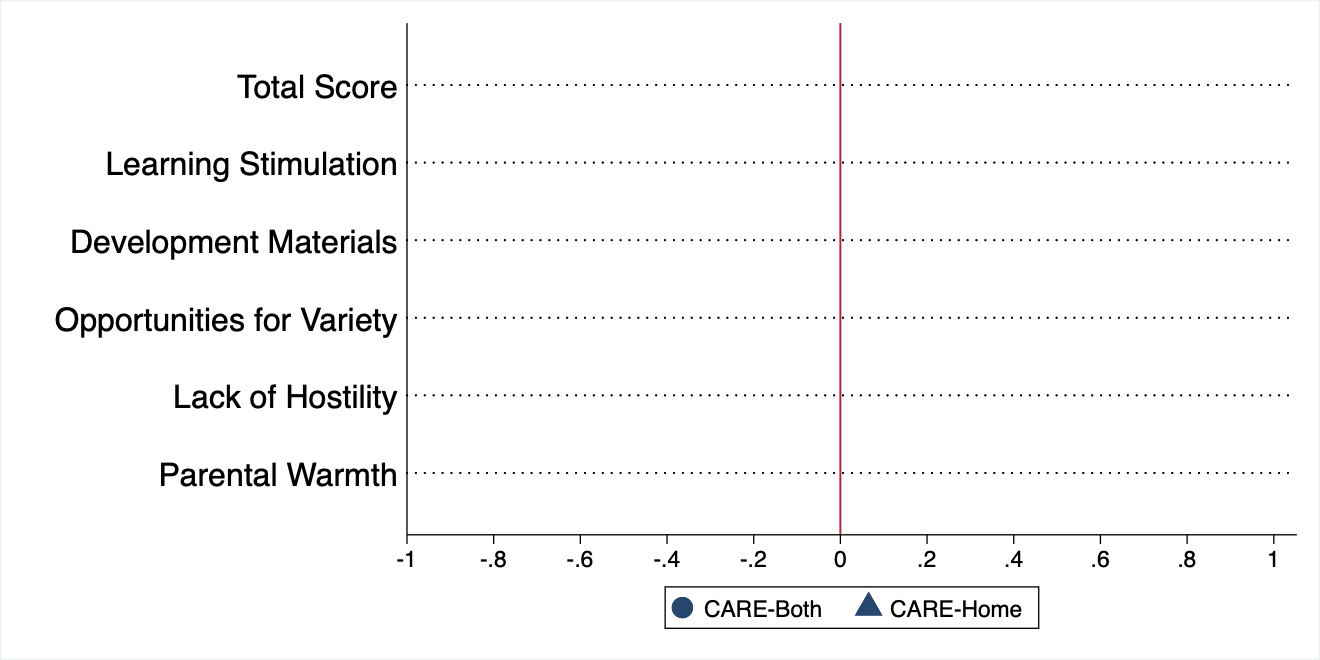 Total Score
Learning Stimulation
Development Materials
Opportunities for Variety
Lack of Hostility
Parental Warmth
-1 -.8 -.6 -.4 -.2 0 .2 .4 .6 .8 1
CARE-Both CARE-Home